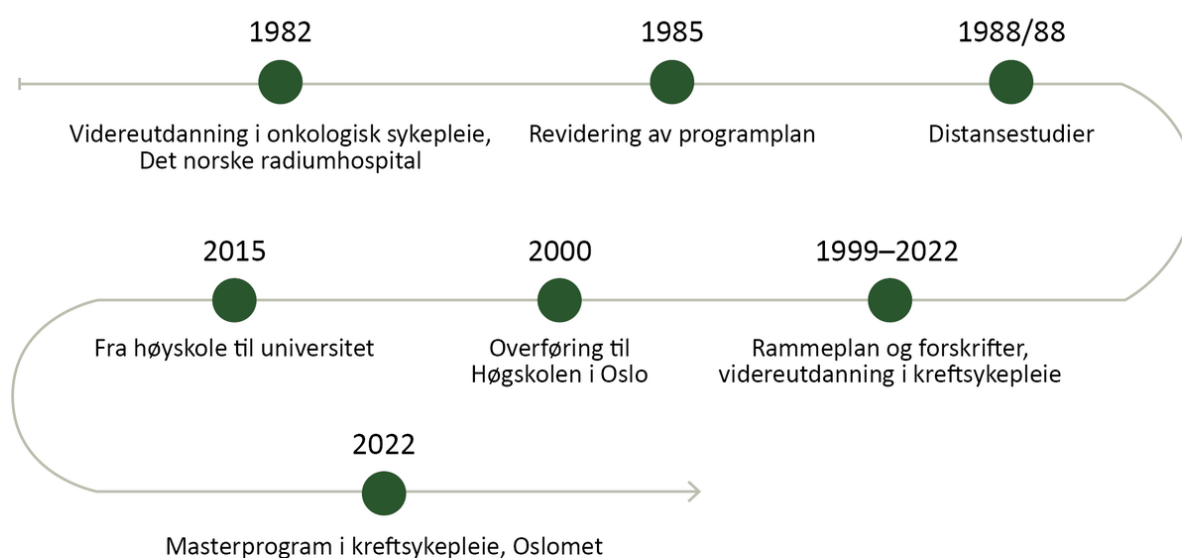 1982
Videreutdanning i onkologisk sykepleie,
Det norske radiumhospital
1985
Revidering av programplan
1988/88
Distansestudier
1999–2022
Rammeplan og forskrifter,
videreutdanning i kreftsykepleie
2000
Overføring til
Høgskolen i Oslo
2015
Fra høyskole til universitet
2022
Masterprogram i kreftsykepleie, Oslomet